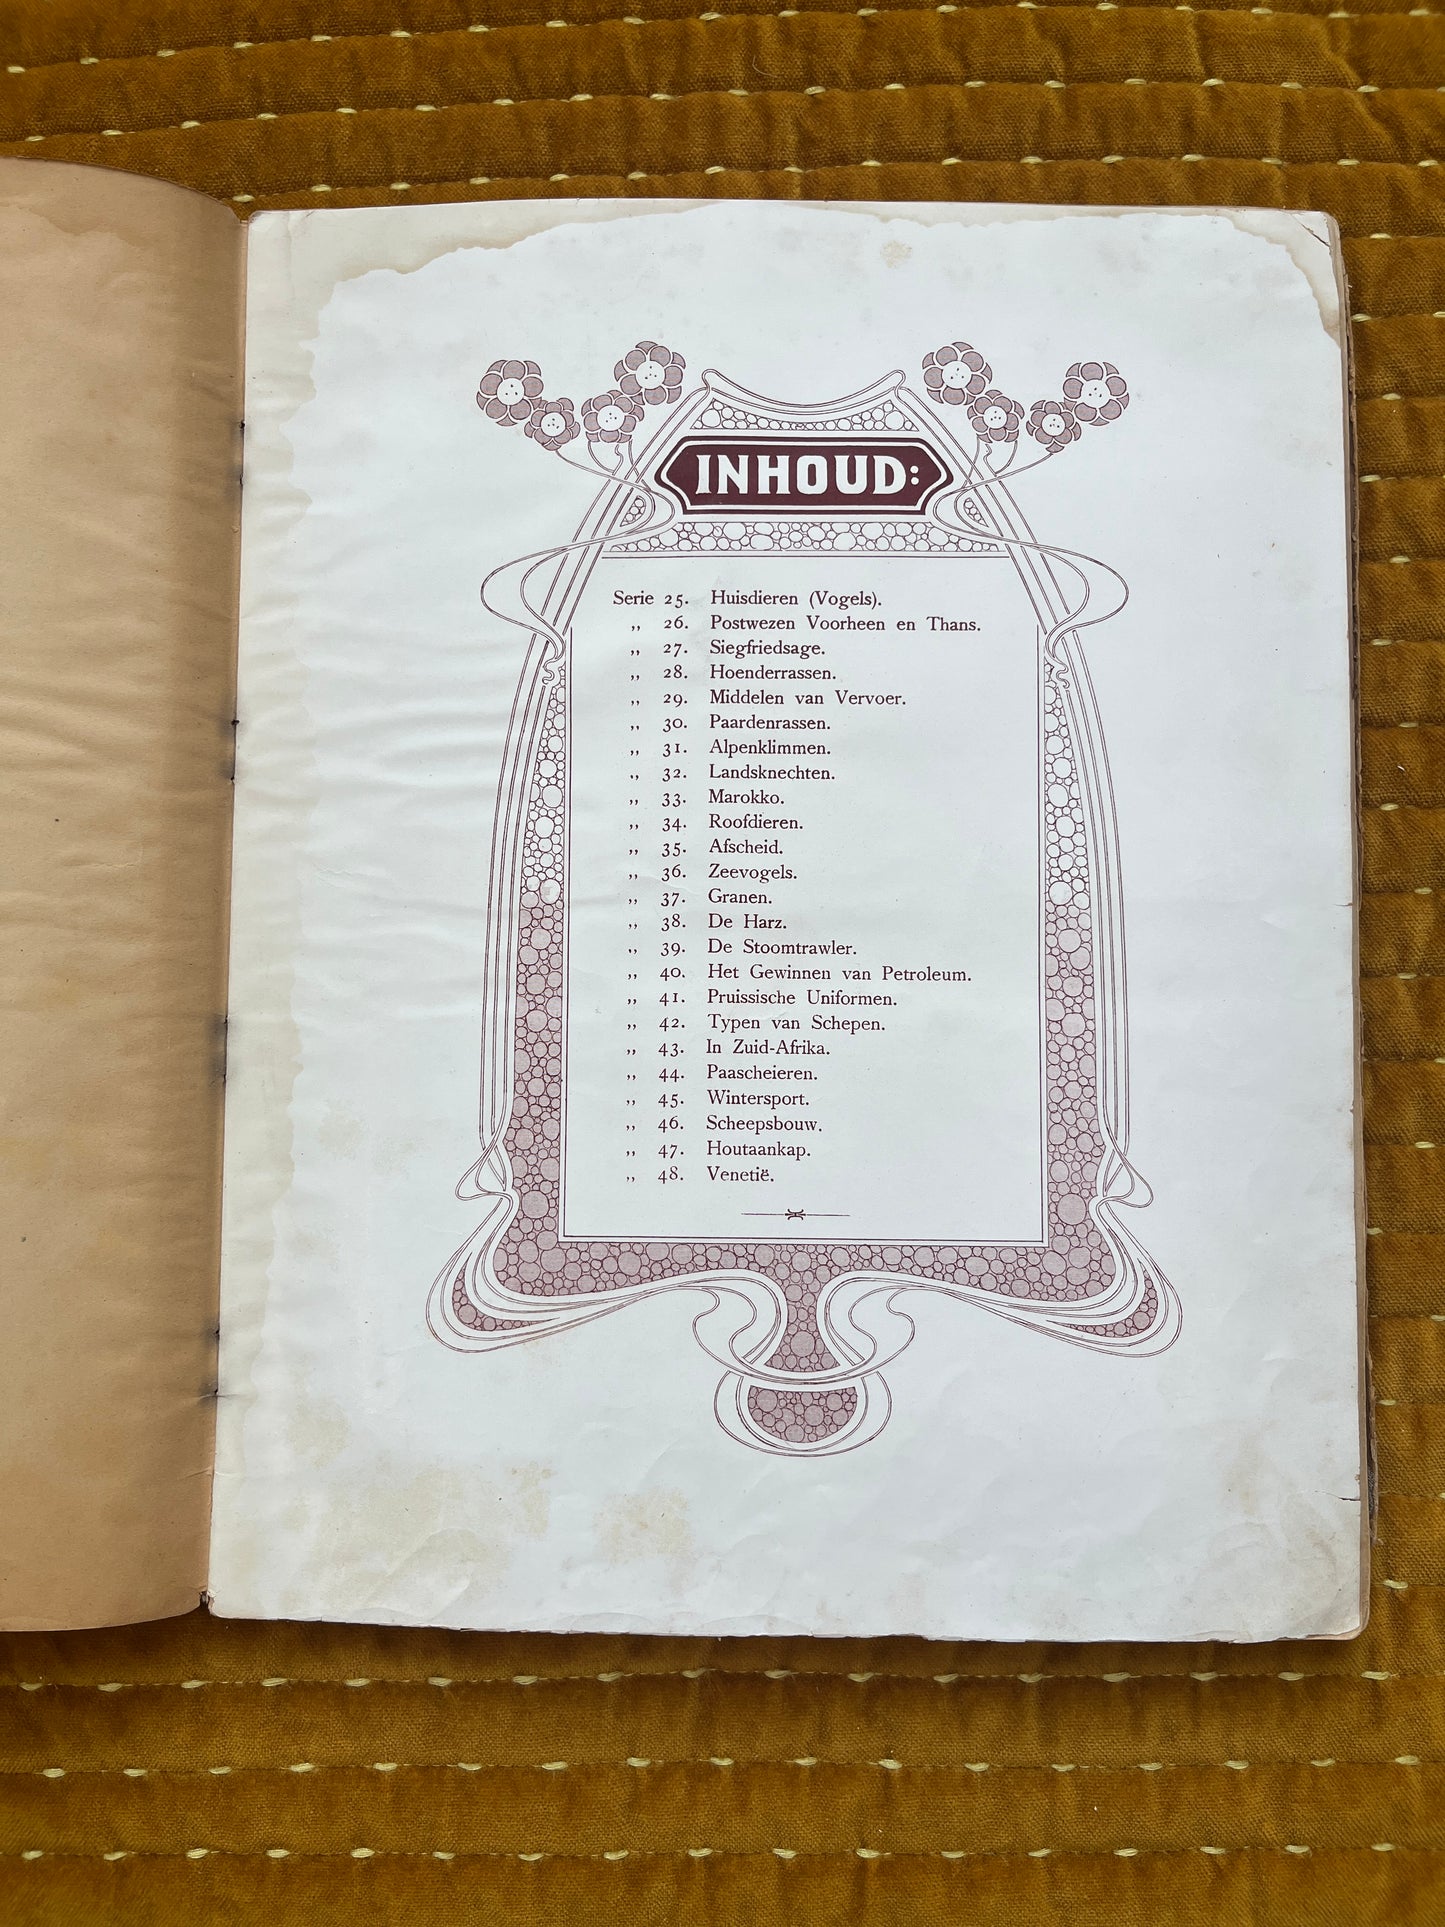 INHOUD:
Serie 25. Huisdieren (Vogels).
,, 26. Postwezen Voorheen en Thans.
,, 27. Siegfriedsage.
,, 28. Hoenderrassen.
,, 29. Middelen van Vervoer.
,, 30. Paardenrassen.
,, 31. Alpenklimmen.
,, 32. Landsknechten.
,, 33. Marokko.
,, 34. Roofdieren.
,, 35. Afscheid.
,, 36. Zeevogels.
,, 37. Granen.
,, 38. De Harz.
,, 39. De Stoomtrawler.
,, 40. Het Gewinnen van Petroleum.
,, 41. Pruissische Uniformen.
,, 42. Typen van Schepen.
,, 43. In Zuid-Afrika.
,, 44. Paascheieren.
,, 45. Wintersport.
,, 46. Scheepsbouw.
,, 47. Houtaankap.
,, 48. Venetië.